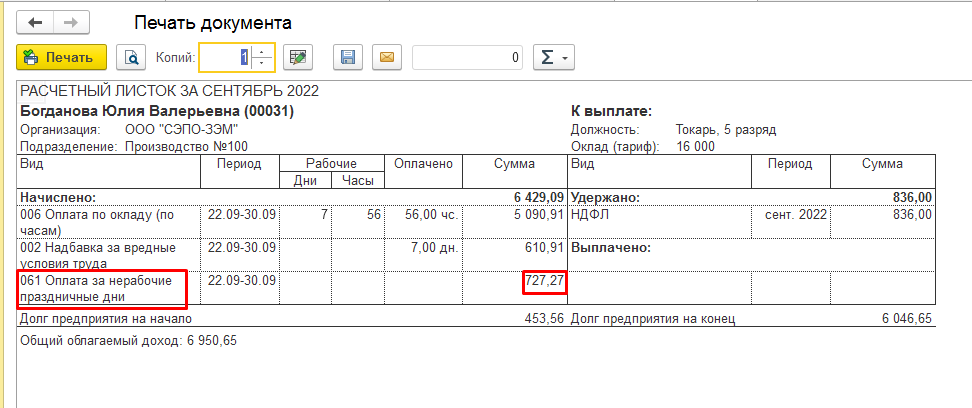 Печать документа
Печать Копий: 1 0 Σ
РАСЧЕТНЫЙ ЛИСТОК ЗА СЕНТЯБРЬ 2022
Богданова Юлия Валерьевна (00031) К выплате:
Организация: ООО "СЭПО-ЗЭМ" Должность: Токарь, 5 разряд
Подразделение: Производство №100 Оклад (тариф): 16 000
Вид Период Рабочие Оплачено Сумма Вид Период Сумма
Дни Часы
Начислено: 6 429,09 Удержано: 836,00
006 Оплата по окладу (по 22.09-30.09 7 56 56,00 чс. 5 090,91 НДФЛ сент. 2022 836,00
часам)
002 Надбавка за вредные 22.09-30.09 7,00 дн. 610,91 Выплачено:
условия труда
061 Оплата за нерабочие 22.09-30.09 727,27
праздничные дни
Долг предприятия на начало 453,56 Долг предприятия на конец 6 046,65
Общий облагаемый доход: 6 950,65